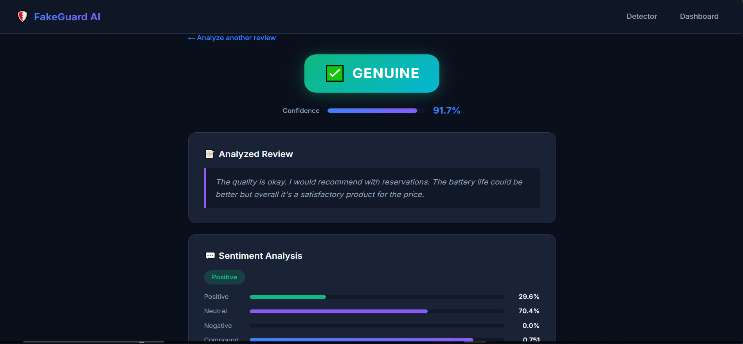 FakeGuard AI
Detector Dashboard
← Analyze another review
✅ GENUINE
Confidence 91.7%
Analyzed Review
The quality is okay. I would recommend with reservations. The battery life could be
better but overall it's a satisfactory product for the price.
Sentiment Analysis
Positive
Positive 29.6%
Neutral 70.4%
Negative 0.0%
Compound 0.751